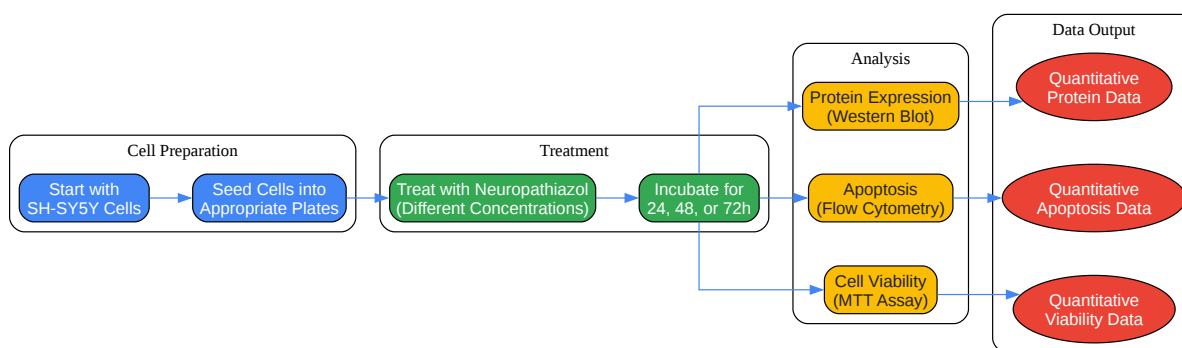 Cell Preparation
Start with
SH-SY5Y Cells
Seed Cells into
Appropriate Plates
Treatment
Treat with Neuropathiazol
(Different Concentrations)
Incubate for
24, 48, or 72h
Analysis
Protein Expression
(Western Blot)
Apoptosis
(Flow Cytometry)
Cell Viability
(MTT Assay)
Data Output
Quantitative
Protein Data
Quantitative
Apoptosis Data
Quantitative
Viability Data